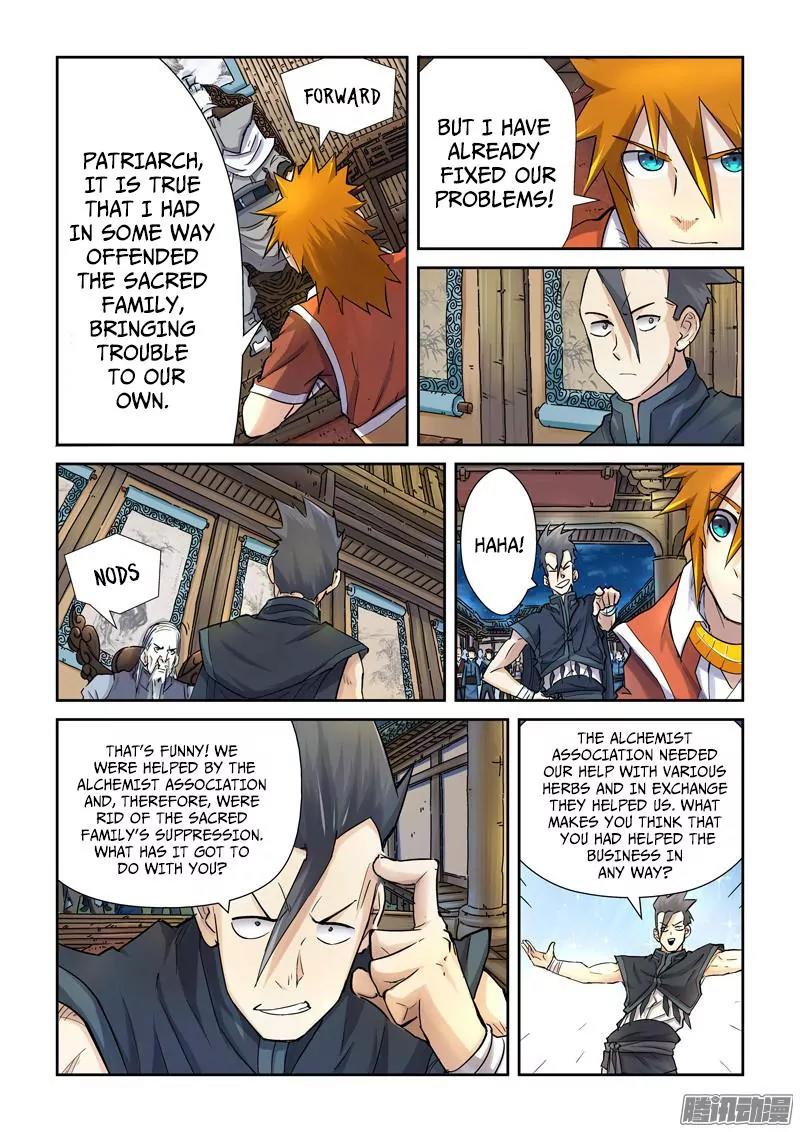 PATRIARCH,
IT IS TRUE
THAT I HAD
IN SOME WAY
OFFENDED
THE SACRED
FAMILY,
BRINGING
TROUBLE
TO OUR
OWN.
FORWARD
BUT I HAVE
ALREADY
FIXED OUR
PROBLEMS!
NODS
HAHA!
THAT'S FUNNY! WE
WERE HELPED BY THE
ALCHEMIST ASSOCIATION
AND, THEREFORE, WERE
RID OF THE SACRED
FAMILY'S SUPPRESSION.
WHAT HAS IT GOT TO
DO WITH YOU?
THE ALCHEMIST
ASSOCIATION NEEDED
OUR HELP WITH VARIOUS
HERBS AND IN EXCHANGE
THEY HELPED US. WHAT
MAKES YOU THINK THAT
YOU HAD HELPED THE
BUSINESS IN
ANY WAY?
腾讯动漫